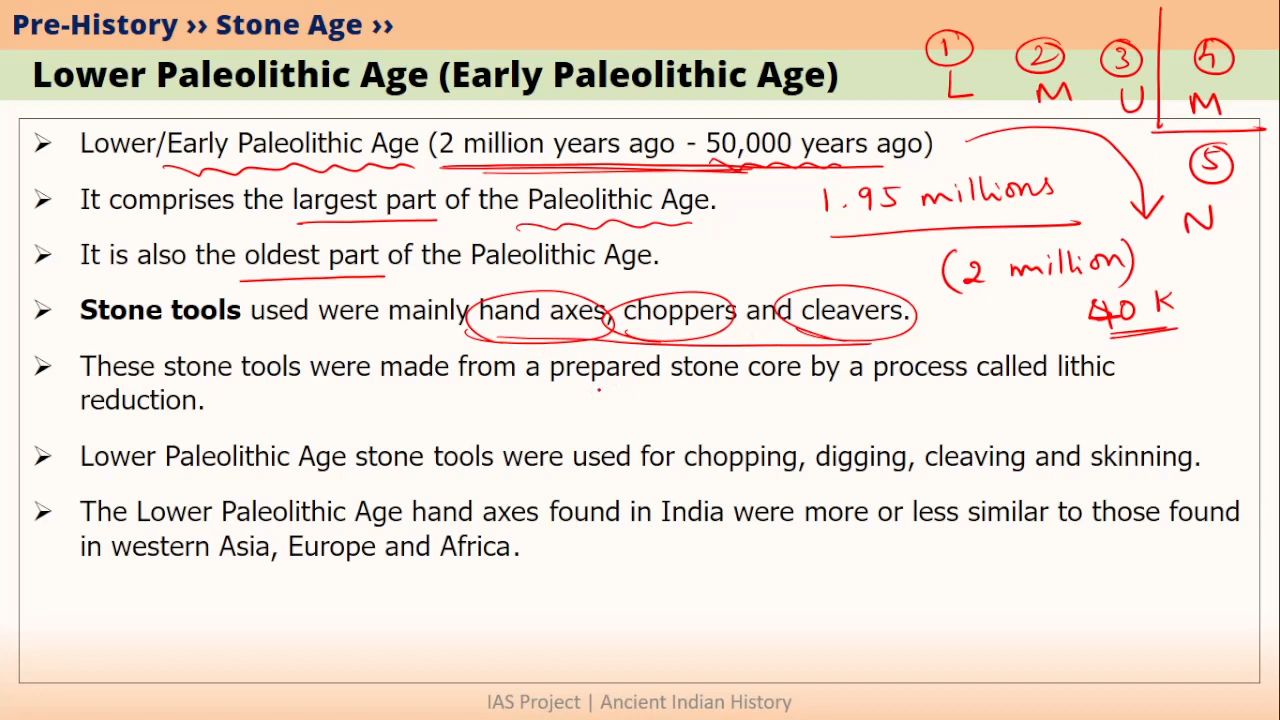 Pre-History ›› Stone Age ››
Lower Paleolithic Age (Early Paleolithic Age)
1 2 3 4
L M U M
5
N
➢ Lower/Early Paleolithic Age (2 million years ago - 50,000 years ago)
➢ It comprises the largest part of the Paleolithic Age.
1.95 millions
➢ It is also the oldest part of the Paleolithic Age.
(2 million)
➢ Stone tools used were mainly hand axes, choppers and cleavers.
40 K
➢ These stone tools were made from a prepared stone core by a process called lithic
reduction.
➢ Lower Paleolithic Age stone tools were used for chopping, digging, cleaving and skinning.
➢ The Lower Paleolithic Age hand axes found in India were more or less similar to those found
in western Asia, Europe and Africa.
IAS Project | Ancient Indian History